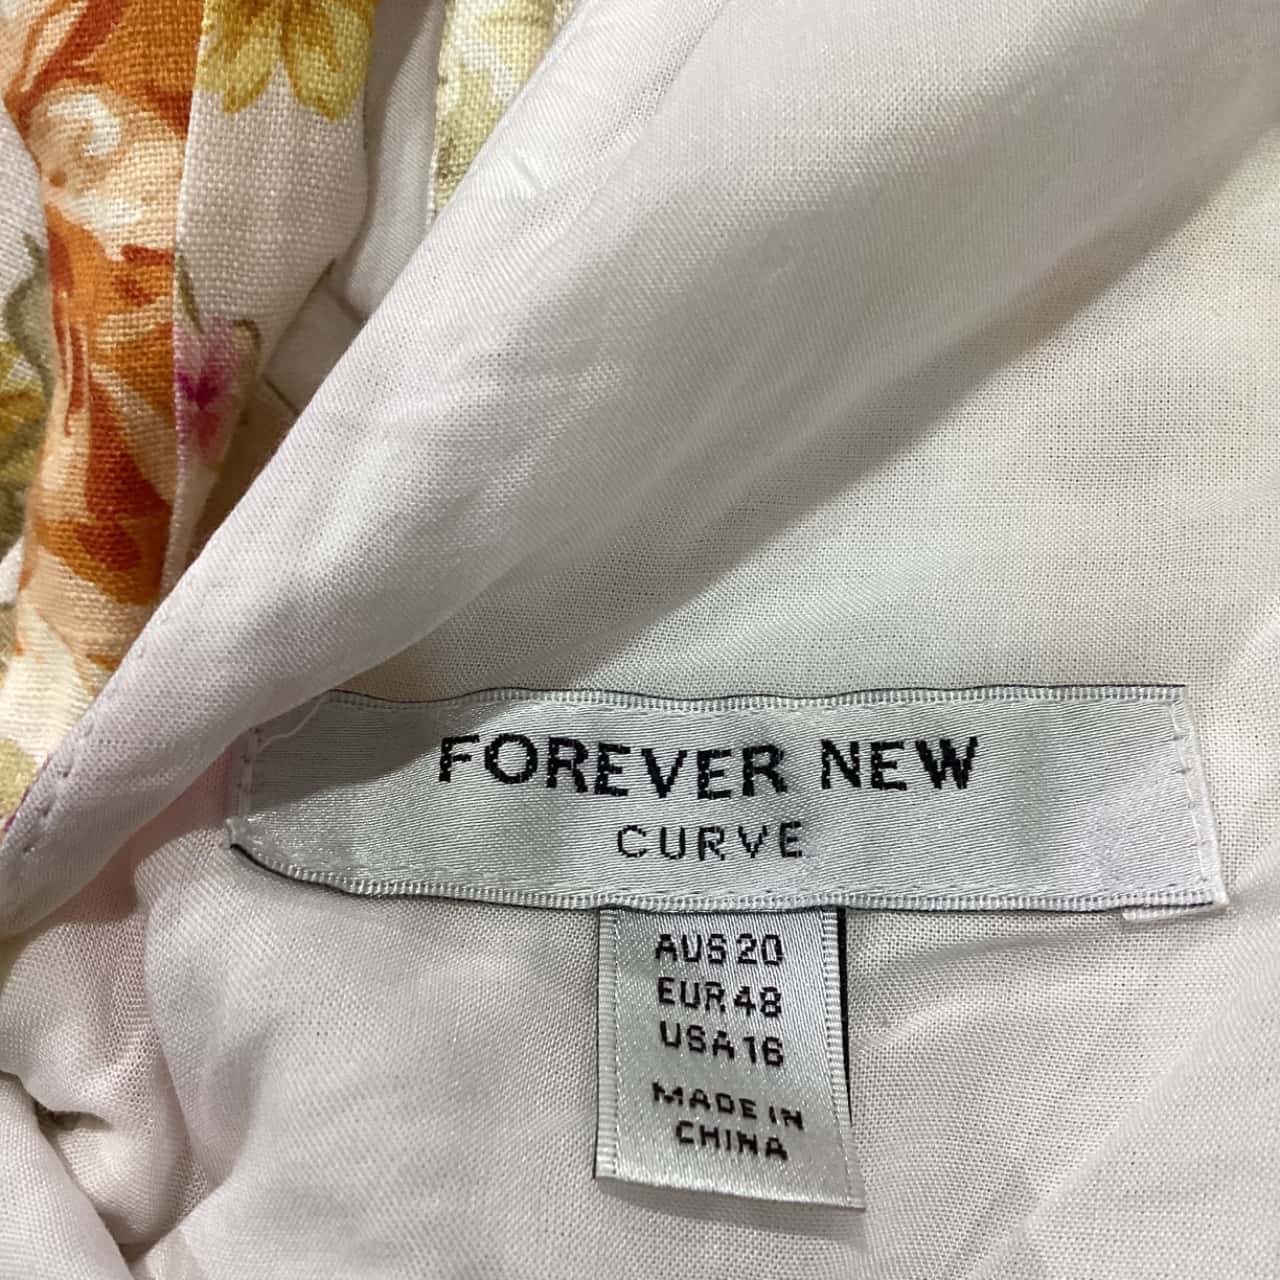 FOREVER NEW
CURVE
AUS 20
EUR 48
USA 16
MADE IN
CHINA